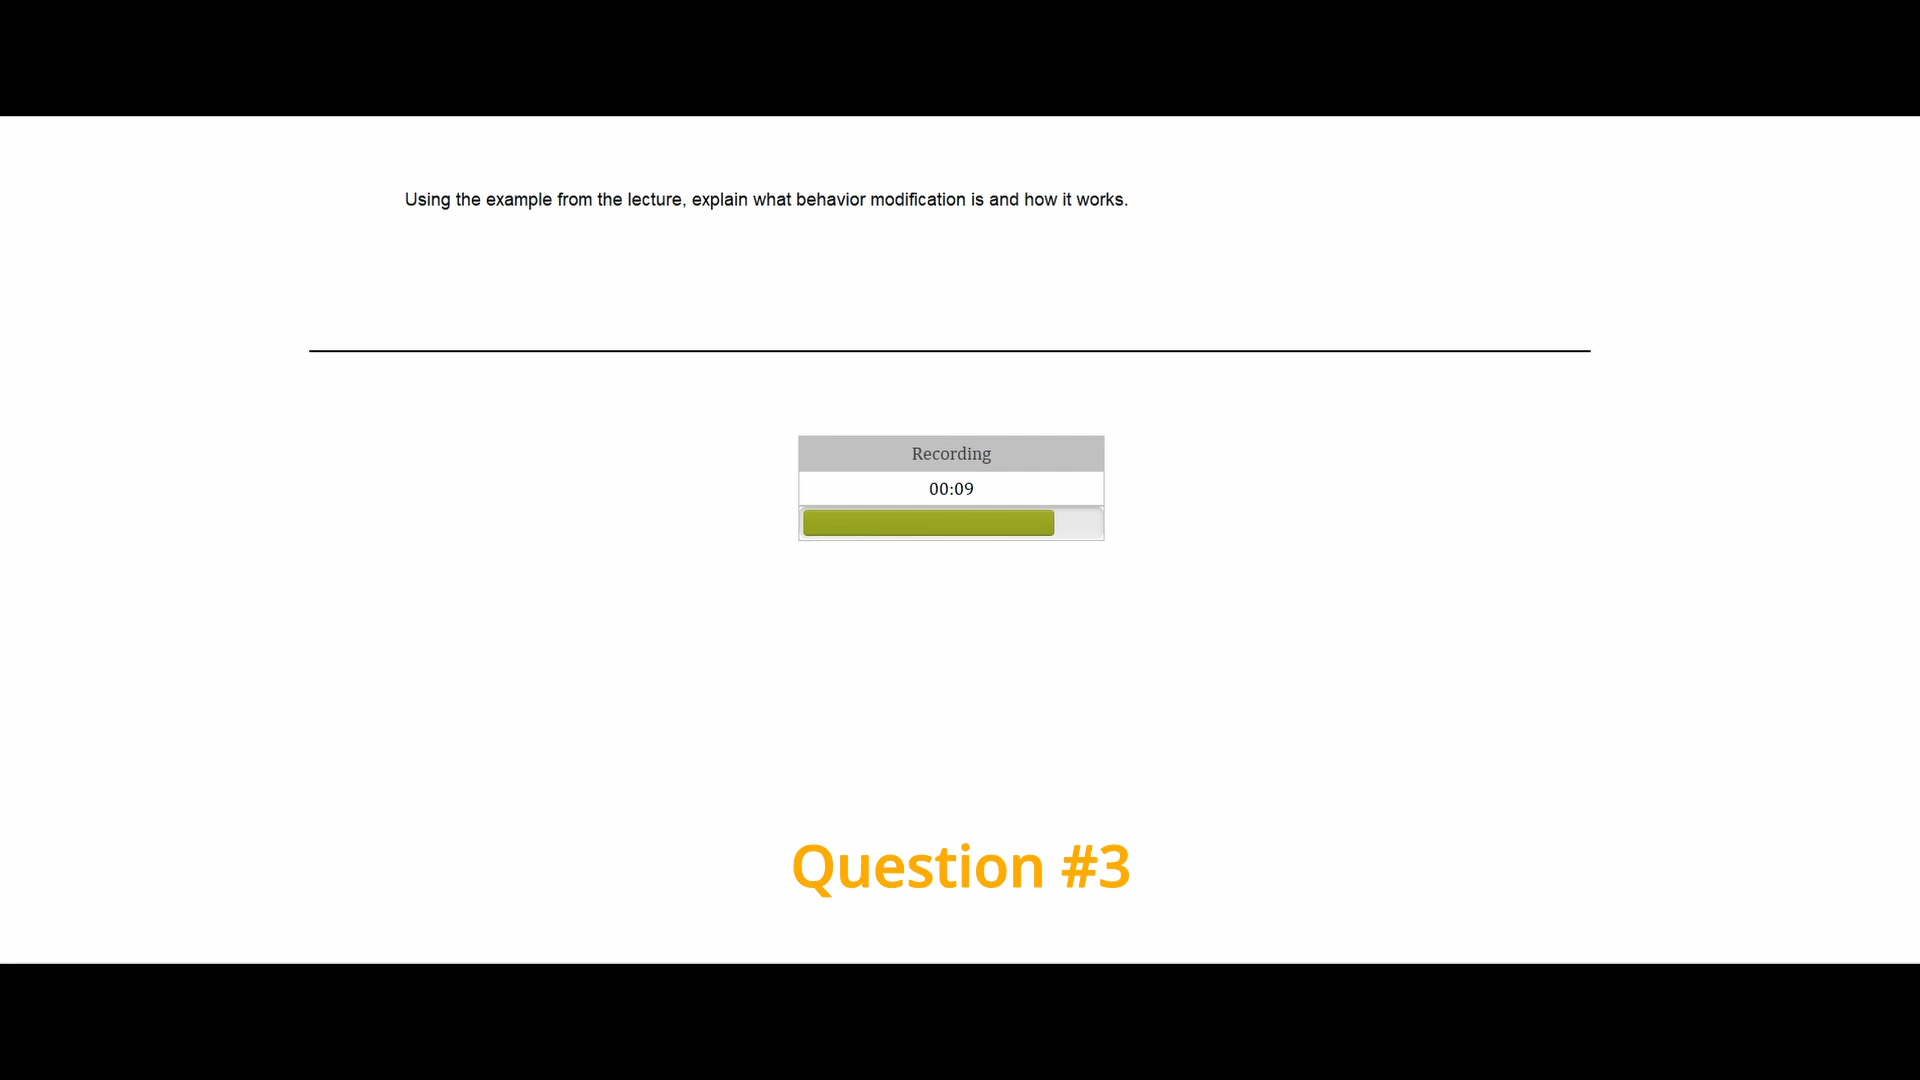 Using the example from the lecture, explain what behavior modification is and how it works.
Recording
00:09
Question #3